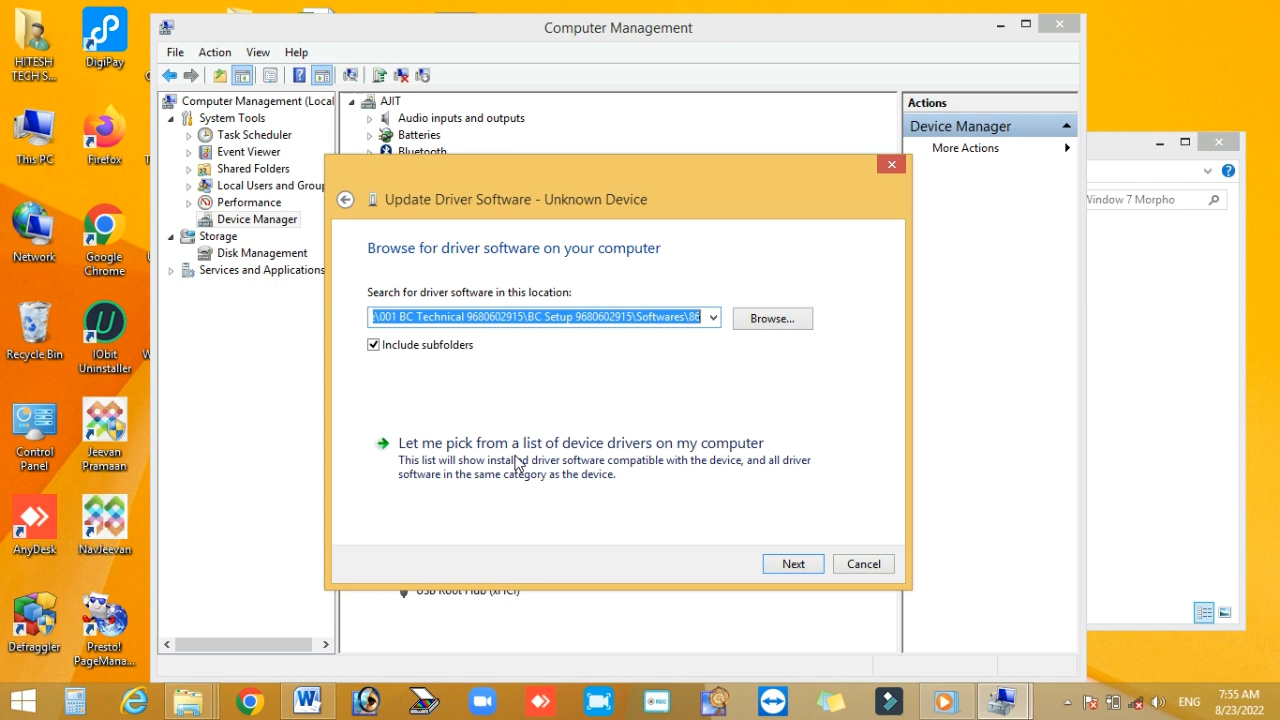 Computer Management
File Action View Help
HITESH
TECH S...
DigiPay
This PC
Firefox
Network
Google
Chrome
Recycle Bin
IObit
Uninstaller
Control
Panel
Jeevan
Pramaan
AnyDesk
NavJeevan
Defraggler
Presto!
PageMana...
Computer Management (Local
System Tools
Task Scheduler
Event Viewer
Shared Folders
Local Users and Group
Performance
Device Manager
Storage
Disk Management
Services and Applications
AJIT
Audio inputs and outputs
Batteries
Bluetooth
Actions
Device Manager
More Actions
Window 7 Morpho
Update Driver Software - Unknown Device
Browse for driver software on your computer
Search for driver software in this location:
:\001 BC Technical 9680602915\BC Setup 9680602915\Softwares\86
Browse...
Include subfolders
Let me pick from a list of device drivers on my computer
This list will show installed driver software compatible with the device, and all driver
software in the same category as the device.
Next Cancel
USB Root Hub (xHCI)
REC
ENG
7:55 AM
8/23/2022